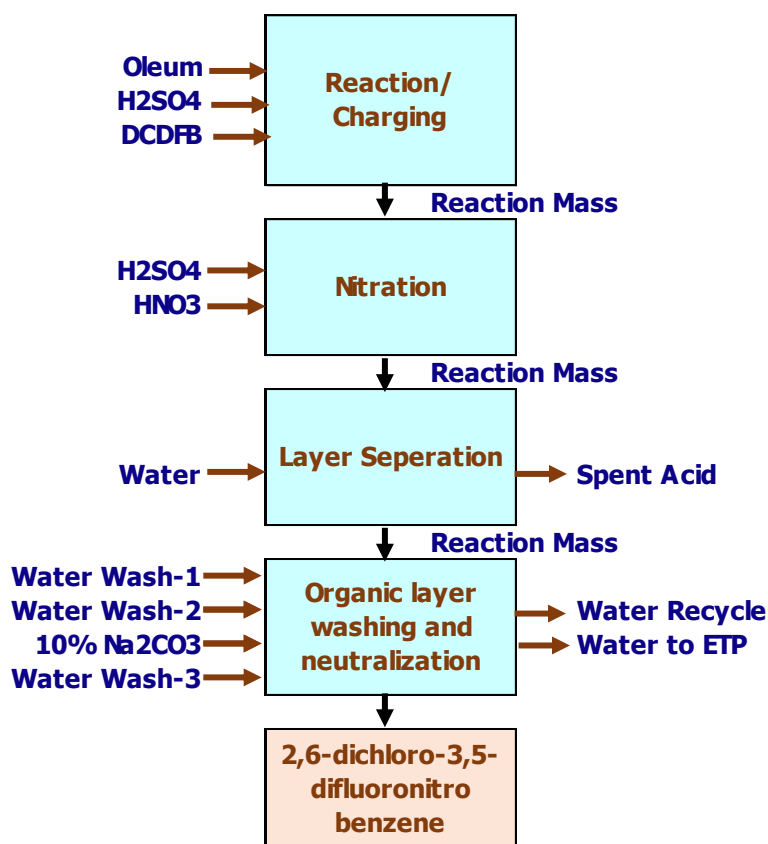 Oleum
H2SO4
DCDFB
Reaction/
Charging
Reaction Mass
H2SO4
HNO3
Nitration
Reaction Mass
Water
Layer Seperation
Spent Acid
Reaction Mass
Water Wash-1
Water Wash-2
10% Na2CO3
Water Wash-3
Organic layer
washing and
neutralization
Water Recycle
Water to ETP
2,6-dichloro-3,5-
difluoronitro
benzene